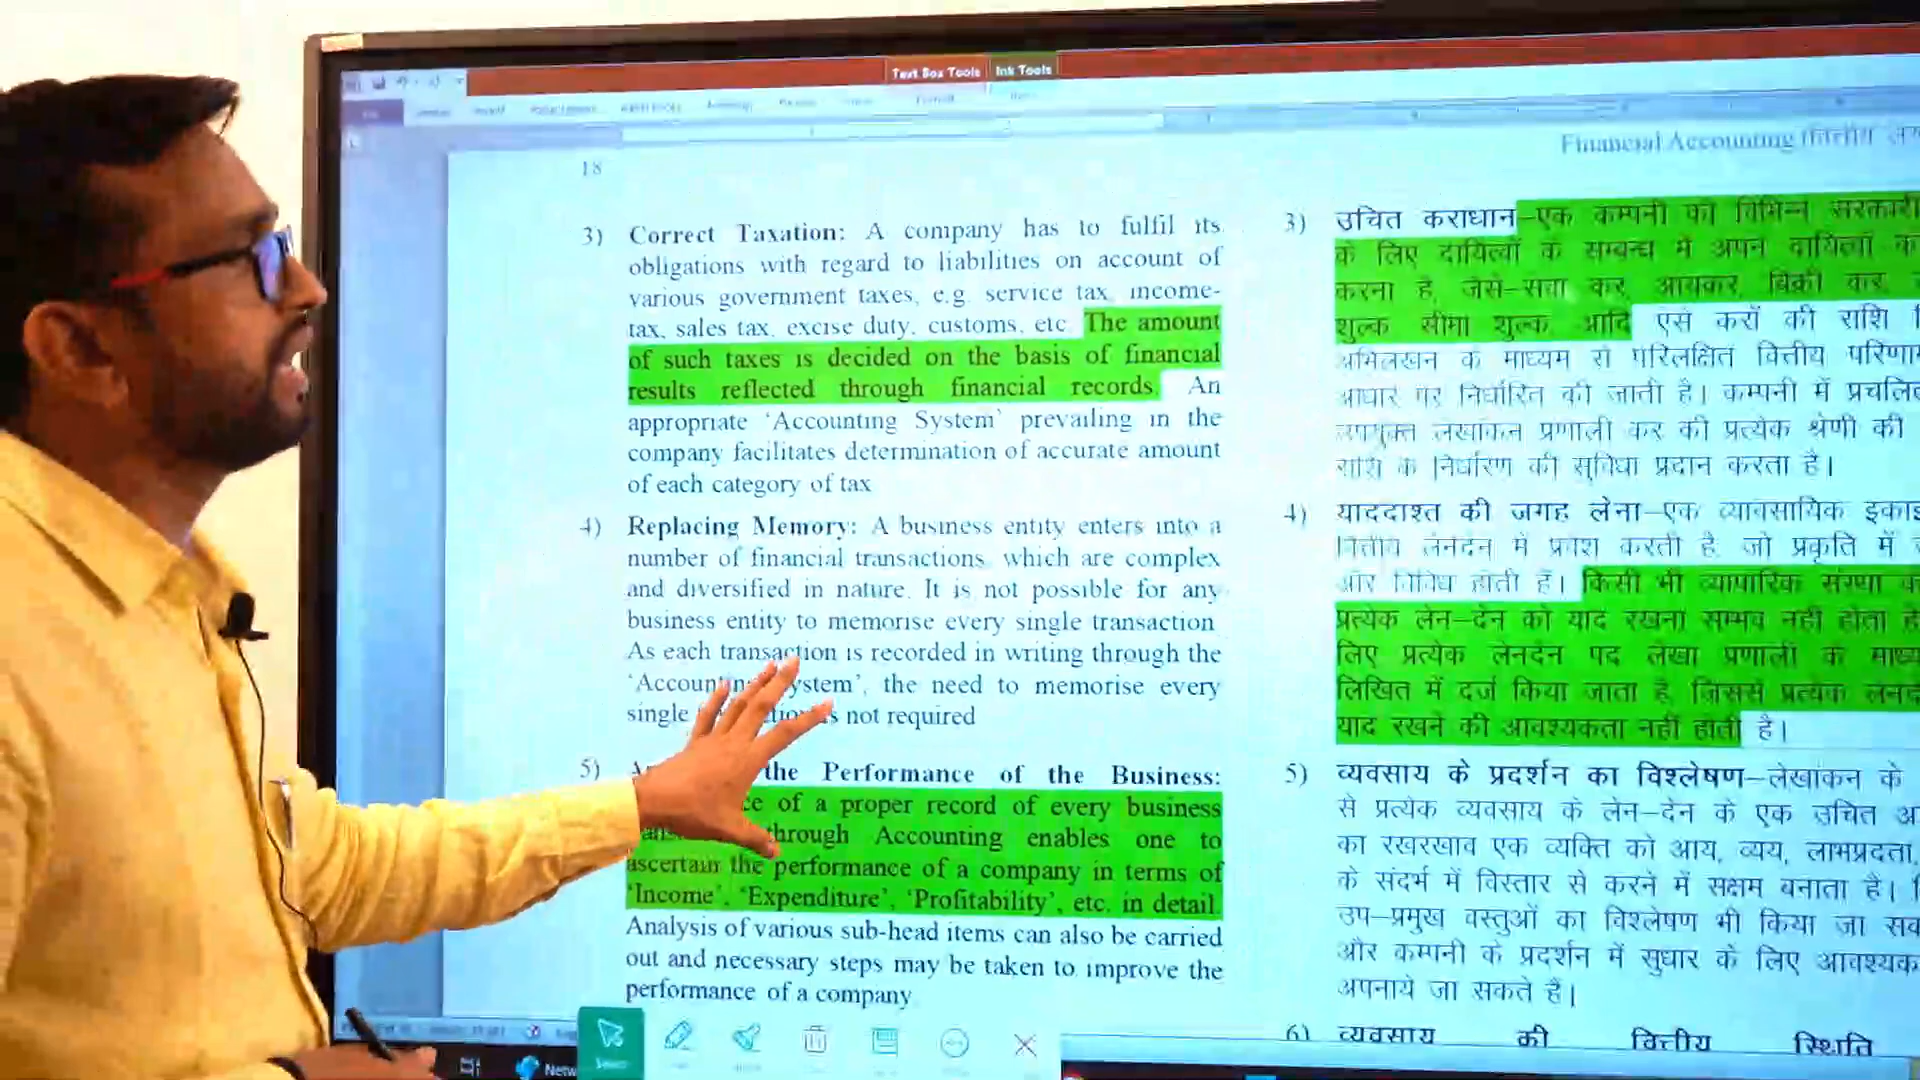 Text Box Tools
Ink Tools
18
3) Correct Taxation: A company has to fulfil its
obligations with regard to liabilities on account of
various government taxes, e.g. service tax, income-
tax, sales tax, excise duty, customs, etc. The amount
of such taxes is decided on the basis of financial
results reflected through financial records. An
appropriate ‘Accounting System’ prevailing in the
company facilitates determination of accurate amount
of each category of tax
4) Replacing Memory: A business entity enters into a
number of financial transactions, which are complex
and diversified in nature. It is not possible for any
business entity to memorise every single transaction.
As each transaction is recorded in writing through the
the need to memorise every
single
not required
5)
the Performance of the Business:
of a proper record of every business
through Accounting enables one to
ascertain the performance of a company in terms of
‘Income’, ‘Expenditure’, ‘Profitability’, etc. in detail.
Analysis of various sub-head items can also be carried
out and necessary steps may be taken to improve the
performance of a company
Financial Accounting
3) उचित कराधान–एक कम्पनी को विभिन्न सरकारी
के लिए दायित्वों के सम्बन्ध में अपने दायित्वों
करना है, जैसे–सेवा कर, आयकर, बिक्री कर,
शुल्क सीमा शुल्क, आदि ऐसे करों की राशि
अभिलेखन के माध्यम से परिलक्षित वित्तीय
आधार पर निर्धारित की जाती है। कम्पनी में
उपयुक्त लेखांकन प्रणाली कर की प्रत्येक श्रेणी की
राशि के निर्धारण की सुविधा प्रदान करता है।
4) याददाश्त की जगह लेना–एक व्यावसायिक
वित्तीय लेनदेन में प्रवेश करती है, जो प्रकृति में
और विविध होती हैं। किसी भी व्यापारिक संस्था
प्रत्येक लेन–देन को याद रखना सम्भव नहीं होता
लिए प्रत्येक लेनदेन पद लेखा प्रणाली के
लिखित में दर्ज किया जाता है, जिससे प्रत्येक
याद रखने की आवश्यकता नहीं होती है।
5) व्यवसाय के प्रदर्शन का विश्लेषण–लेखांकन के
से प्रत्येक व्यवसाय के लेन–देन के एक उचित
का रखरखाव एक व्यक्ति को आय, व्यय, लाभप्रदता,
के संदर्भ में विस्तार से करने में सक्षम बनाता है।
उप–प्रमुख वस्तुओं का विश्लेषण भी किया जा
और कम्पनी के प्रदर्शन में सुधार के लिए
अपनाये जा सकते हैं।
6) व्यवसाय की वित्तीय स्थिति